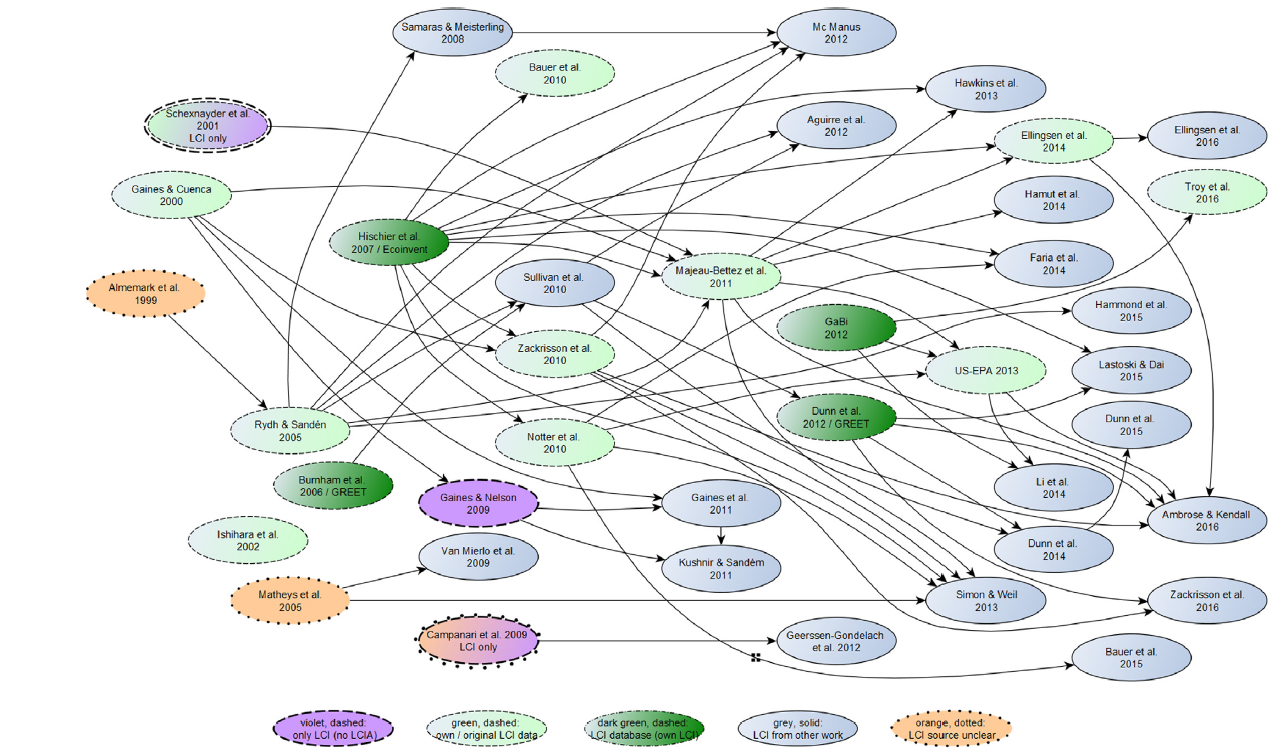 Samaras & Meisterling
2008
Mc Manus
2012
Bauer et al.
2010
Hawkins et al.
2013
Schexnayder et al.
2001
LCI only
Aguirre et al.
2012
Ellingsen et al.
2014
Ellingsen et al.
2016
Gaines & Cuenca
2000
Troy et al.
2016
Hamut et al.
2014
Hischier et al.
2007 / Ecoinvent
Faria et al.
2014
Almemark et al.
1999
Sullivan et al.
2010
Majeau-Bettez et al.
2011
Hammond et al.
2015
GaBi
2012
Zackrisson et al.
2010
US-EPA 2013
Lastoski & Dai
2015
Rydh & Sandén
2005
Dunn et al.
2012 / GREET
Dunn et al.
2015
Notter et al.
2010
Burnham et al.
2006 / GREET
Li et al.
2014
Gaines & Nelson
2009
Gaines et al.
2011
Ambrose & Kendall
2016
Ishihara et al.
2002
Van Mierlo et al.
2009
Kushnir & Sandém
2011
Dunn et al.
2014
Matheys et al.
2005
Simon & Weil
2013
Zackrisson et al.
2016
Campanari et al. 2009
LCI only
Geerssen-Gondelach
et al. 2012
Bauer et al.
2015
violet, dashed:
only LCI (no LCIA)
green, dashed:
own / original LCI data
dark green, dashed:
LCI database (own LCI)
grey, solid:
LCI from other work
orange, dotted:
LCI source unclear